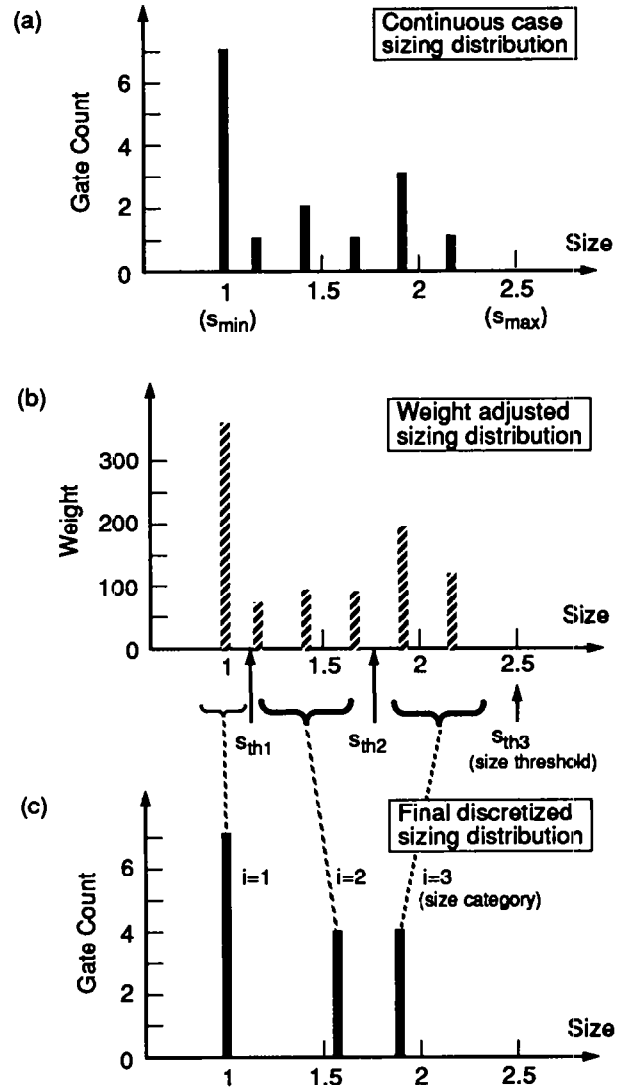 (a)
Continuous case
sizing distribution
Gate Count
6
4
2
0
Size
1
1.5
2
2.5
(smin)
(smax)
(b)
Weight adjusted
sizing distribution
Weight
300
200
100
0
Size
1
1.5
2
2.5
sth1
sth2
sth3
(size threshold)
(c)
Final discretized
sizing distribution
Gate Count
6
4
2
0
i=1
i=2
i=3
(size category)
Size
1
1.5
2
2.5